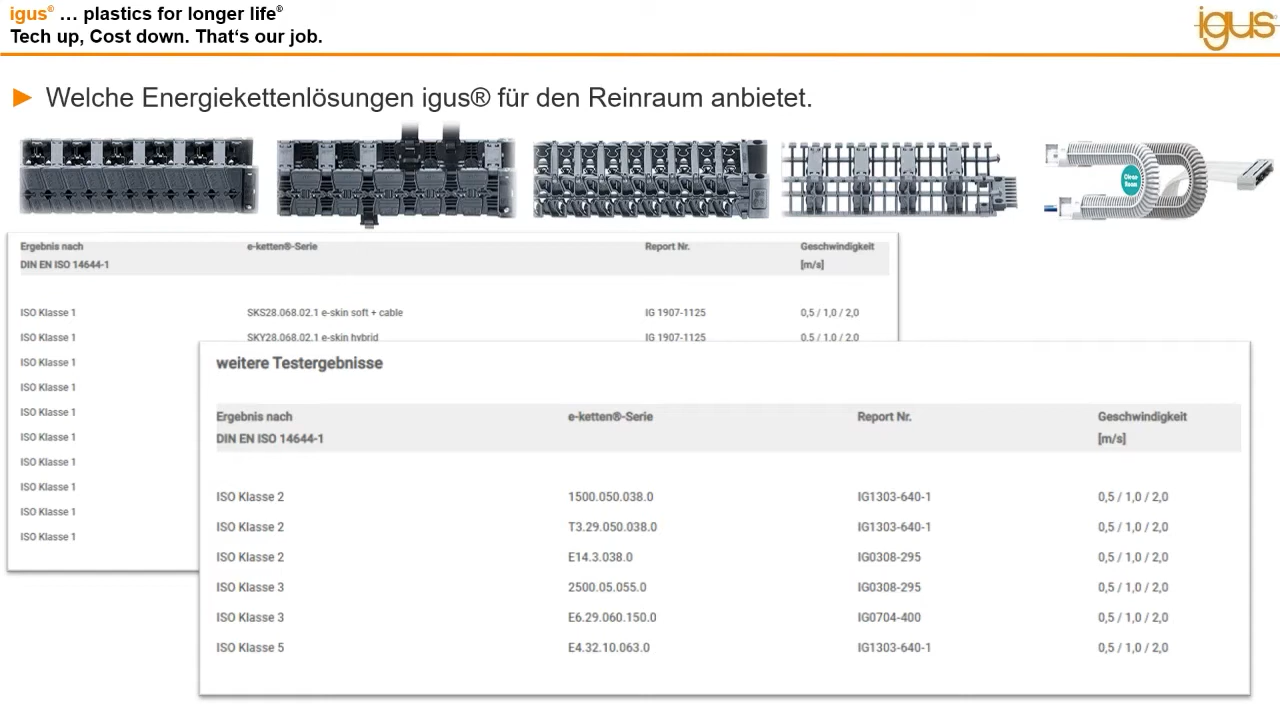 igus® … plastics for longer life®
Tech up, Cost down. That's our job.
igus
► Welche Energiekettenlösungen igus® für den Reinraum anbietet.
Clean Room
Ergebnis nach e-ketten®-Serie Report Nr. Geschwindigkeit
DIN EN ISO 14644-1 [m/s]
ISO Klasse 1 SKS28.068.02.1 e-skin soft + cable IG 1907-1125 0,5 / 1,0 / 2,0
ISO Klasse 1 SKY28.068.02.1 e-skin hybrid IG 1907-1125 0,5 / 1,0 / 2,0
ISO Klasse 1
ISO Klasse 1
ISO Klasse 1
ISO Klasse 1
ISO Klasse 1
ISO Klasse 1
ISO Klasse 1
ISO Klasse 1
weitere Testergebnisse
Ergebnis nach e-ketten®-Serie Report Nr. Geschwindigkeit
DIN EN ISO 14644-1 [m/s]
ISO Klasse 2 1500.050.038.0 IG1303-640-1 0,5 / 1,0 / 2,0
ISO Klasse 2 T3.29.050.038.0 IG1303-640-1 0,5 / 1,0 / 2,0
ISO Klasse 2 E14.3.038.0 IG0308-295 0,5 / 1,0 / 2,0
ISO Klasse 3 2500.05.055.0 IG0308-295 0,5 / 1,0 / 2,0
ISO Klasse 3 E6.29.060.150.0 IG0704-400 0,5 / 1,0 / 2,0
ISO Klasse 5 E4.32.10.063.0 IG1303-640-1 0,5 / 1,0 / 2,0